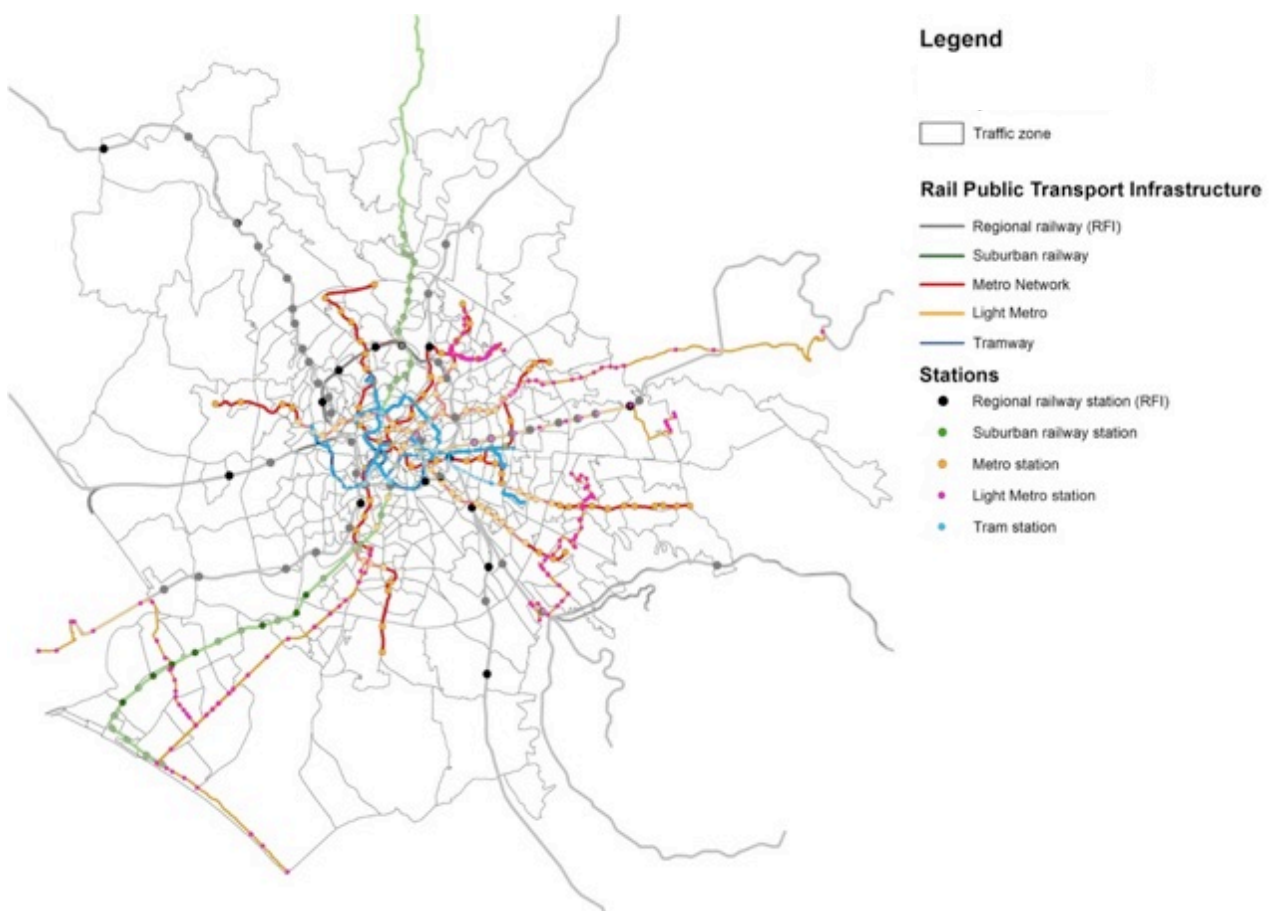 Legend
Traffic zone
Rail Public Transport Infrastructure
Regional railway (RFI)
Suburban railway
Metro Network
Light Metro
Tramway
Stations
Regional railway station (RFI)
Suburban railway station
Metro station
Light Metro station
Tram station